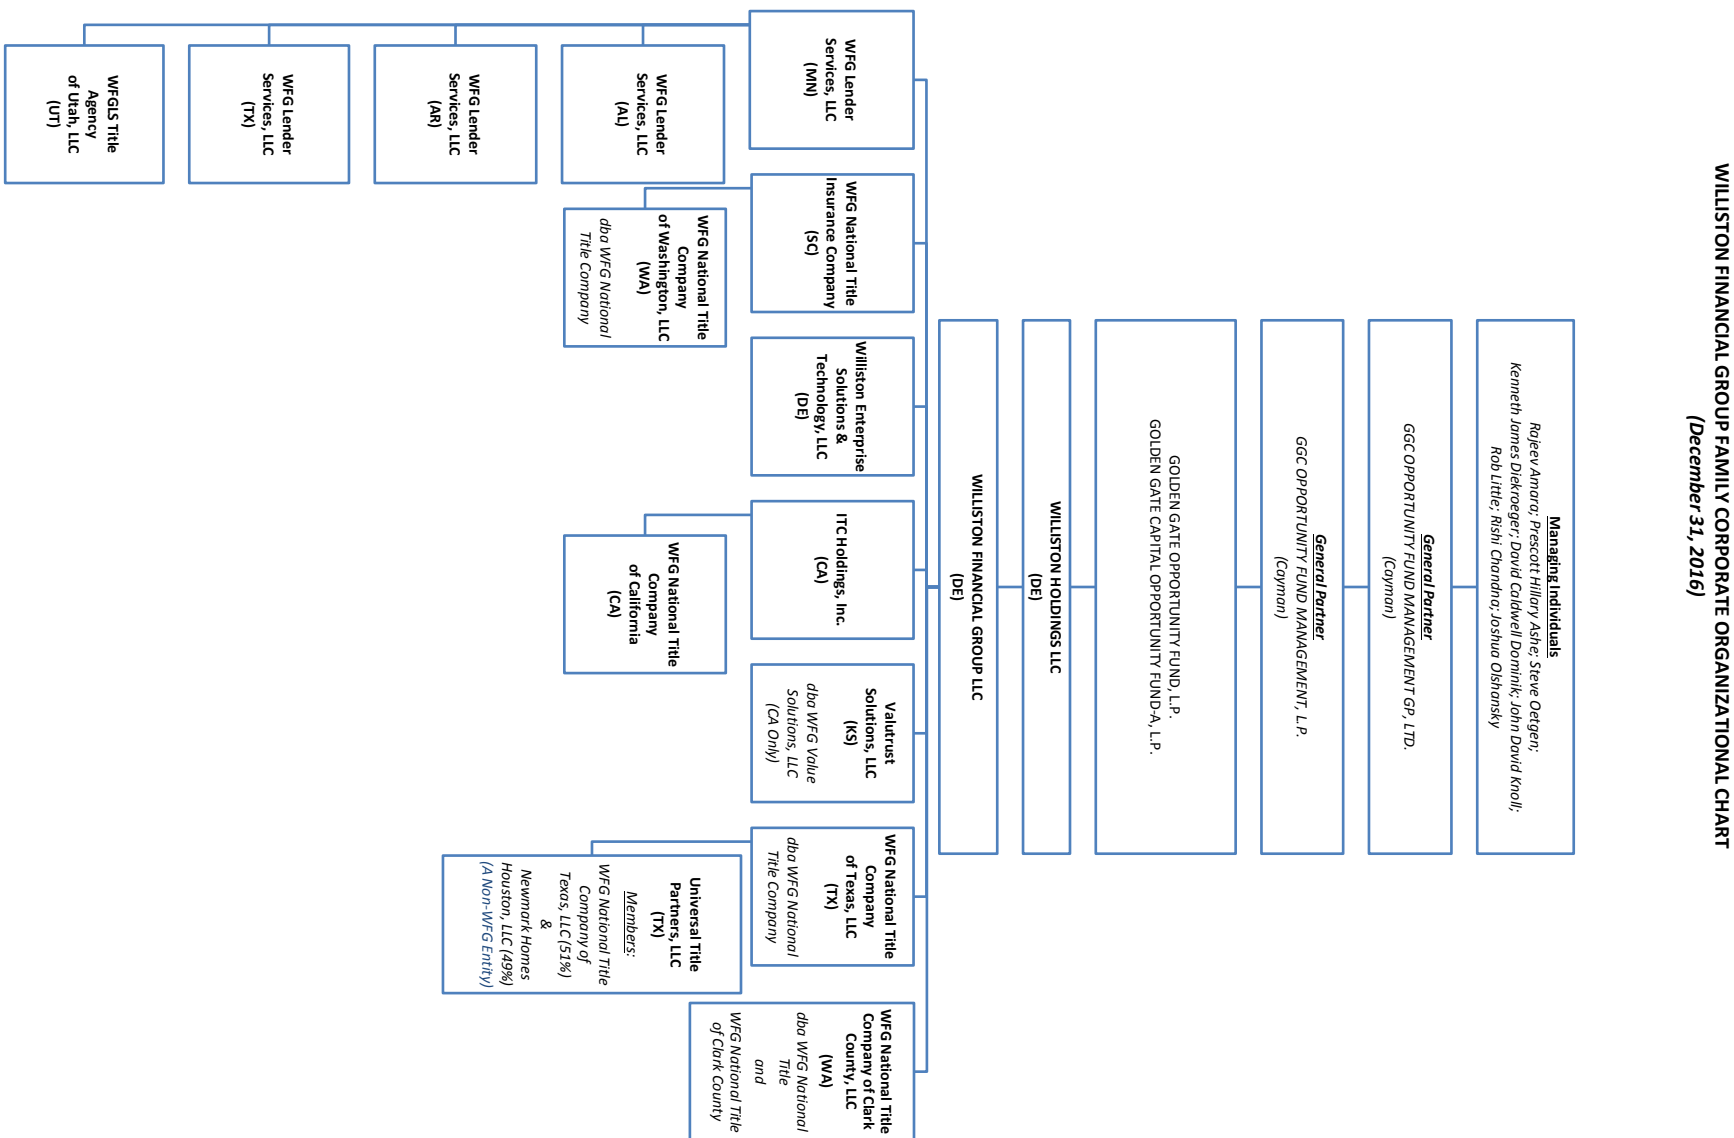 WILLISTON FINANCIAL GROUP FAMILY CORPORATE ORGANIZATIONAL CHART
(December 31, 2016)
Managing Individuals
Rajeev Amara; Prescott Hillary Ashe; Steve Oetgen;
Kenneth James Diekroeger; David Caldwell Dominik; John David Knoll;
Rob Little; Rishi Chandna; Joshua Olshansky
General Partner
GGC OPPORTUNITY FUND MANAGEMENT GP, LTD.
(Cayman)
General Partner
GGC OPPORTUNITY FUND MANAGEMENT, L.P.
(Cayman)
GOLDEN GATE OPPORTUNITY FUND, L.P.
GOLDEN GATE CAPITAL OPPORTUNITY FUND-A, L.P.
WILLISTON HOLDINGS LLC
(DE)
WILLISTON FINANCIAL GROUP LLC
(DE)
WFG Lender
Services, LLC
(MN)
WFG Lender
Services, LLC
(AL)
WFG Lender
Services, LLC
(AR)
WFG Lender
Services, LLC
(TX)
WFGLS Title
Agency
of Utah, LLC
(UT)
WFG National Title
Insurance Company
(SC)
WFG National Title
Company
of Washington, LLC
(WA)
dba WFG National
Title Company
Williston Enterprise
Solutions &
Technology, LLC
(DE)
ITC Holdings, Inc.
(CA)
WFG National Title
Company
of California
(CA)
Valutrust
Solutions, LLC
(KS)
dba WFG Value
Solutions, LLC
(CA Only)
WFG National Title
Company
of Texas, LLC
(TX)
dba WFG National
Title Company
Universal Title
Partners, LLC
(TX)
Members:
WFG National Title
Company of
Texas, LLC (51%)
&
Newmark Homes
Houston, LLC (49%)
(A Non-WFG Entity)
WFG National Title
Company of Clark
County, LLC
(WA)
dba WFG National
Title
and
WFG National Title
of Clark County